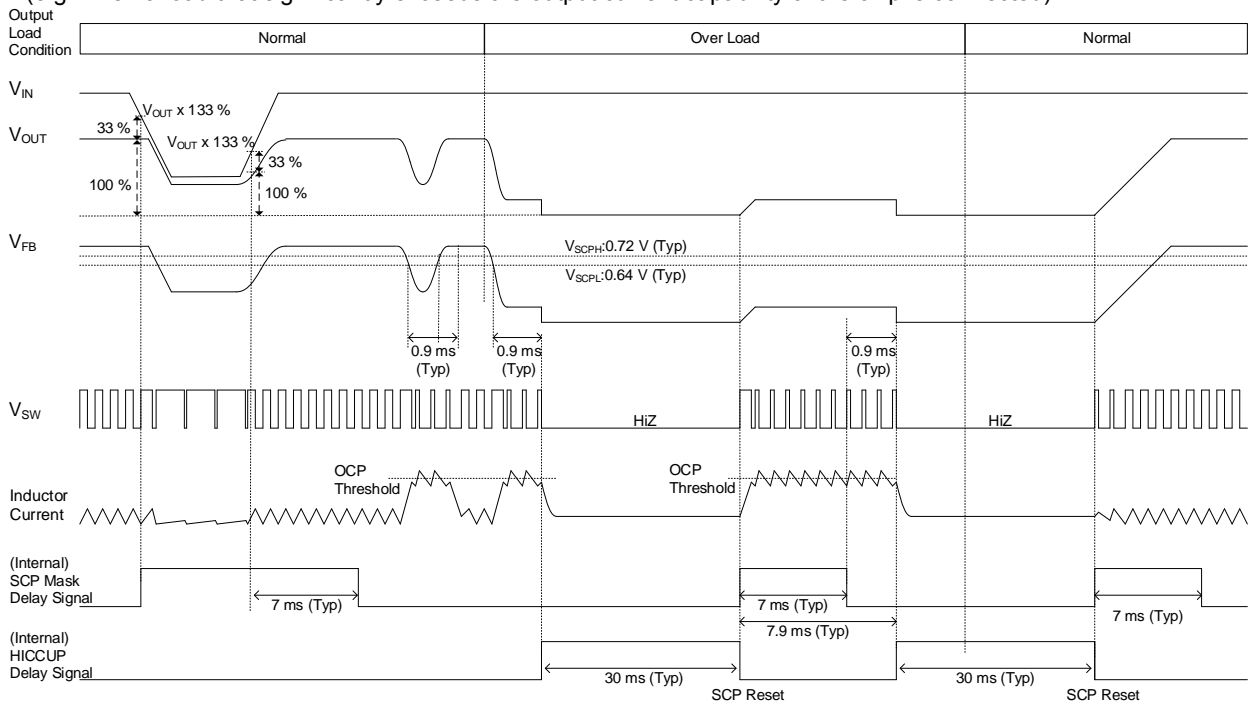 Output
Load
Condition
Normal
Over Load
Normal
VIN
VOUT x 133 %
33 %
VOUT
VOUT x 133 %
33 %
100 %
100 %
VFB
VSCPH:0.72 V (Typ)
VSCPL:0.64 V (Typ)
0.9 ms
(Typ)
0.9 ms
(Typ)
0.9 ms
(Typ)
VSW
HiZ
HiZ
OCP
Threshold
OCP
Threshold
Inductor
Current
(Internal)
SCP Mask
Delay Signal
7 ms (Typ)
7 ms (Typ)
7 ms (Typ)
7.9 ms (Typ)
(Internal)
HICCUP
Delay Signal
30 ms (Typ)
30 ms (Typ)
SCP Reset
SCP Reset